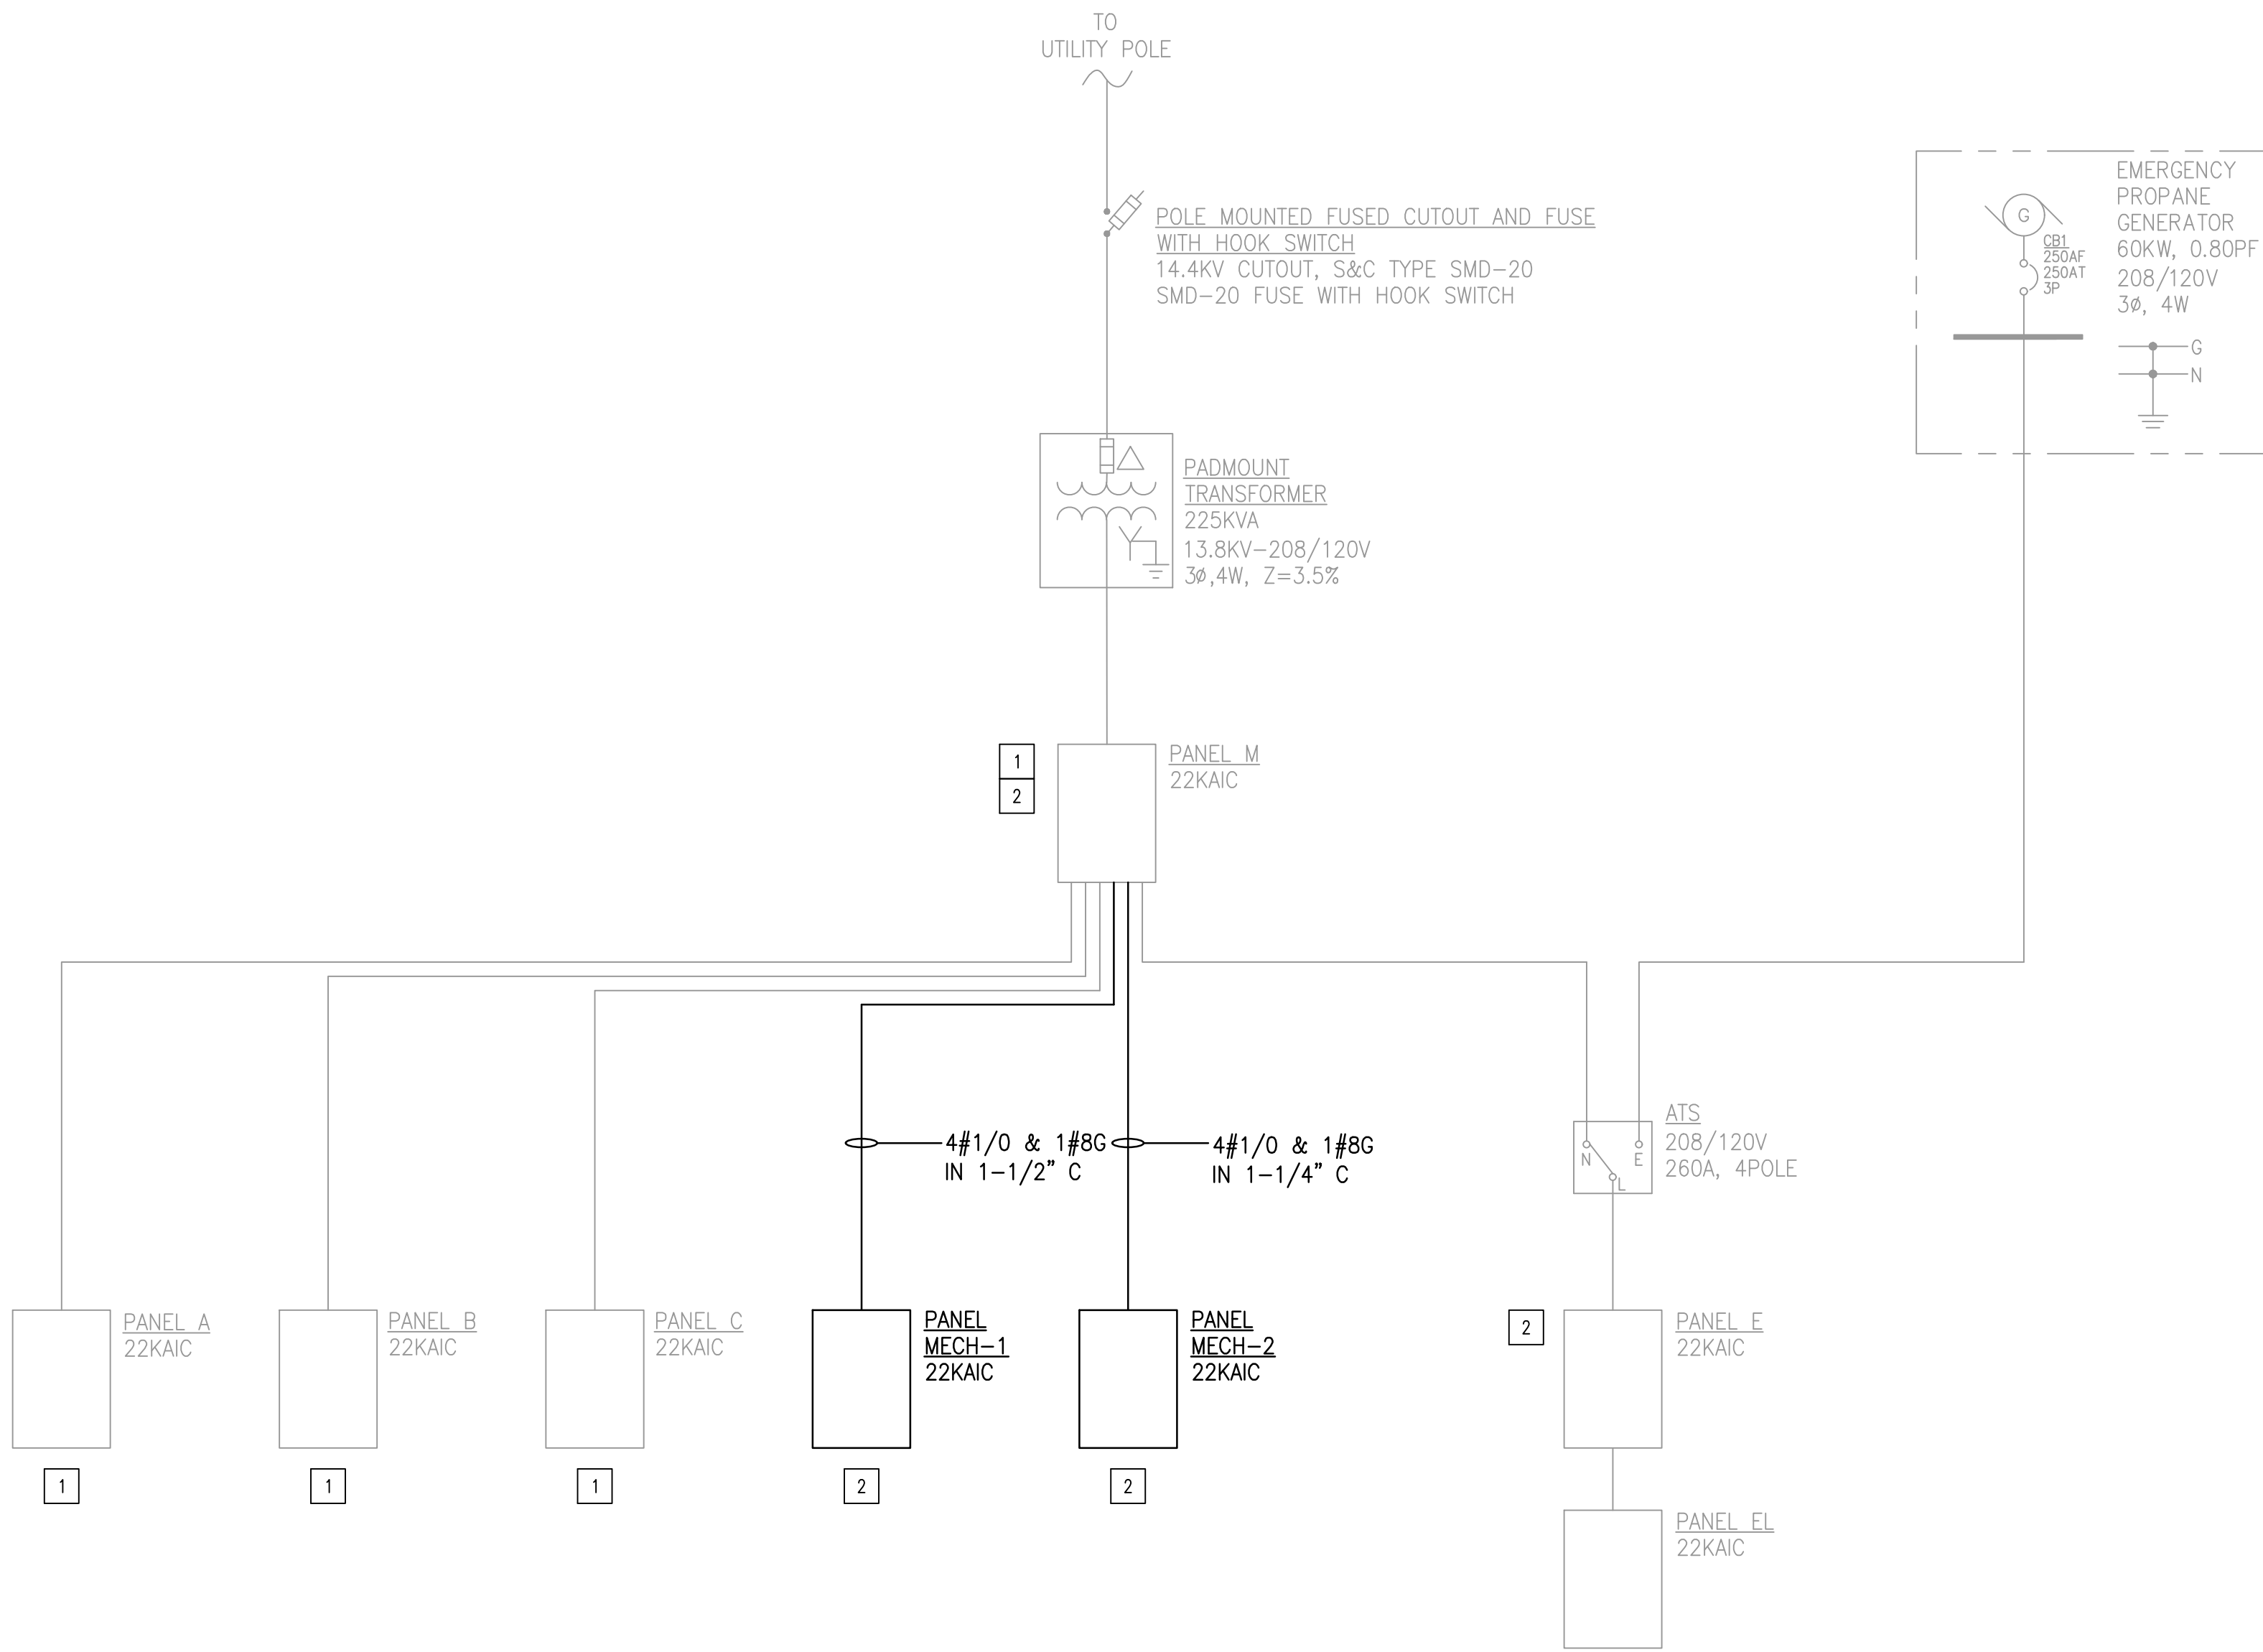 TO
UTILITY POLE
POLE MOUNTED FUSED CUTOUT AND FUSE
WITH HOOK SWITCH
14.4KV CUTOUT, S&C TYPE SMD-20
SMD-20 FUSE WITH HOOK SWITCH
G
CB1
250AF
250AT
3P
EMERGENCY
PROPANE
GENERATOR
60KW, 0.80PF
208/120V
3ø, 4W
G
N
PADMOUNT
TRANSFORMER
225KVA
13.8KV-208/120V
3ø,4W, Z=3.5%
1
2
PANEL M
22KAIC
4#1/0 & 1#8G
IN 1-1/2" C
4#1/0 & 1#8G
IN 1-1/4" C
N
E
L
ATS
208/120V
260A, 4POLE
PANEL A
22KAIC
1
PANEL B
22KAIC
1
PANEL C
22KAIC
1
PANEL
MECH-1
22KAIC
2
PANEL
MECH-2
22KAIC
2
2
PANEL E
22KAIC
PANEL EL
22KAIC